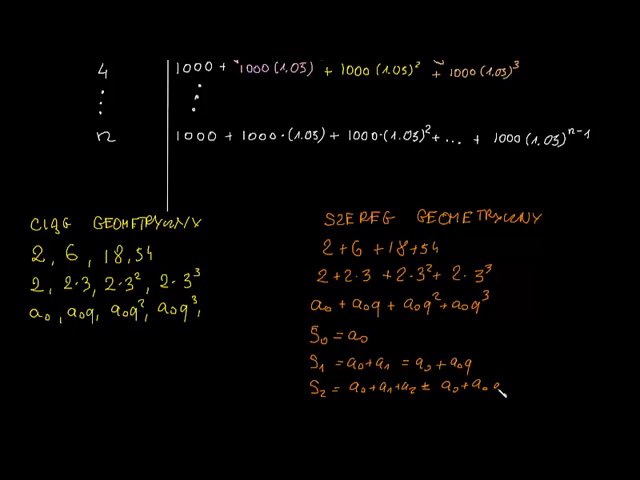 4 1000 + 1000(1.05) + 1000(1.05)² + 1000(1.05)³
⋮ ⋮
n 1000 + 1000·(1.05) + 1000·(1.05)² + ... + 1000(1.05)ⁿ⁻¹
CIĄG GEOMETRYCZNY
2, 6, 18, 54
2, 2·3, 2·3², 2·3³
a₀, a₀q, a₀q², a₀q³,
SZEREG GEOMETRYCZNY
2+6+18+54
2+2·3+2·3²+2·3³
a₀ + a₀q + a₀q² + a₀q³
S₀ = a₀
S₁ = a₀+a₁ = a₀ + a₀q
S₂ = a₀+a₁+a₂ = a₀+a₀